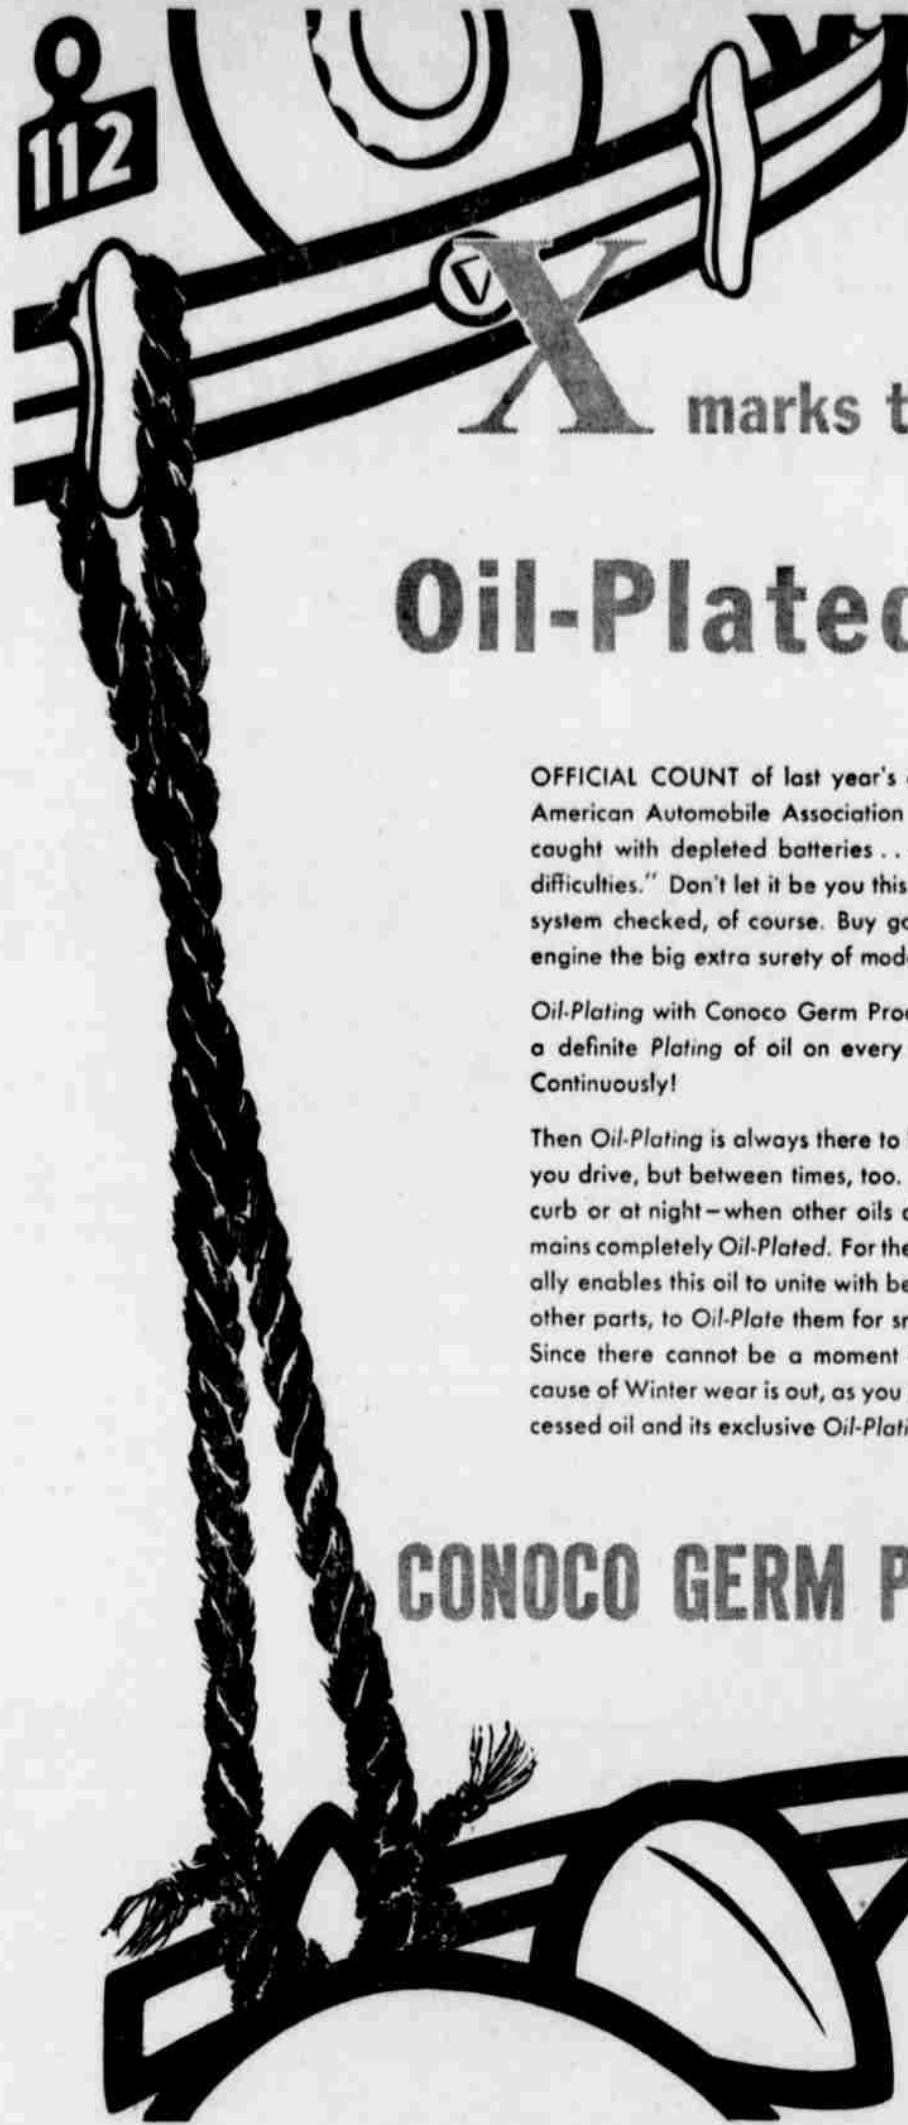 112
X marks t
Oil-Plated
OFFICIAL COUNT of last year's
American Automobile Association
caught with depleted batteries . .
difficulties." Don't let it be you this
system checked, of course. Buy go
engine the big extra surety of mod
Oil-Plating with Conoco Germ Proc
a definite Plating of oil on every
Continuously!
Then Oil-Plating is always there to
you drive, but between times, too.
curb or at night—when other oils
mains completely Oil-Plated. For the
ally enables this oil to unite with be
other parts, to Oil-Plate them for sm
Since there cannot be a moment
cause of Winter wear is out, as you
cessed oil and its exclusive Oil-Plati
CONOCO GERM P